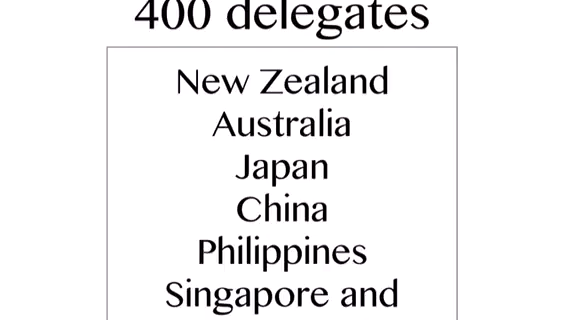 400 delegates
New Zealand
Australia
Japan
China
Philippines
Singapore and